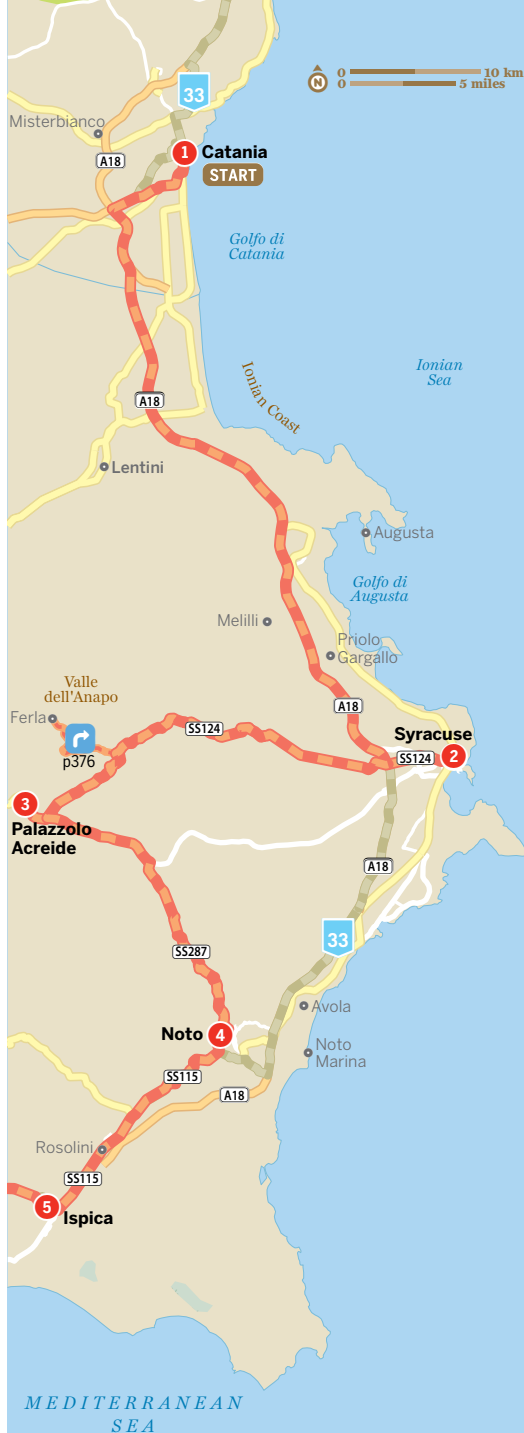 0 10 km
N
0 5 miles
33
Misterbianco
1 Catania
A18
START
Golfo di
Catania
Ionian
Sea
Ionian Coast
A18
Lentini
Augusta
Golfo di
Augusta
Melilli
Priolo
Gargallo
Valle
dell'Anapo
Ferla
p376
SS124
A18
Syracuse
SS124
2
3
Palazzolo
Acreide
A18
33
SS287
Avola
Noto 4
Noto
Marina
SS115
A18
Rosolini
SS115
5
Ispica
MEDITERRANEAN
SEA